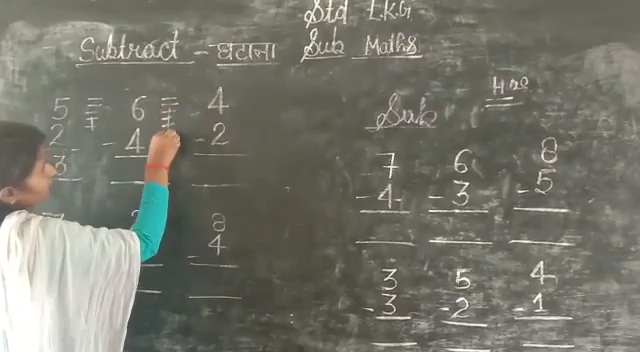 Std L.K.G
Subtract - घटाना Sub Maths
H.W
Sub
5 6 4
2 - 4 - 2
3
7 6 8
- 4 - 3 - 5
8
- 4
3 5 4
- 3 - 2 - 1